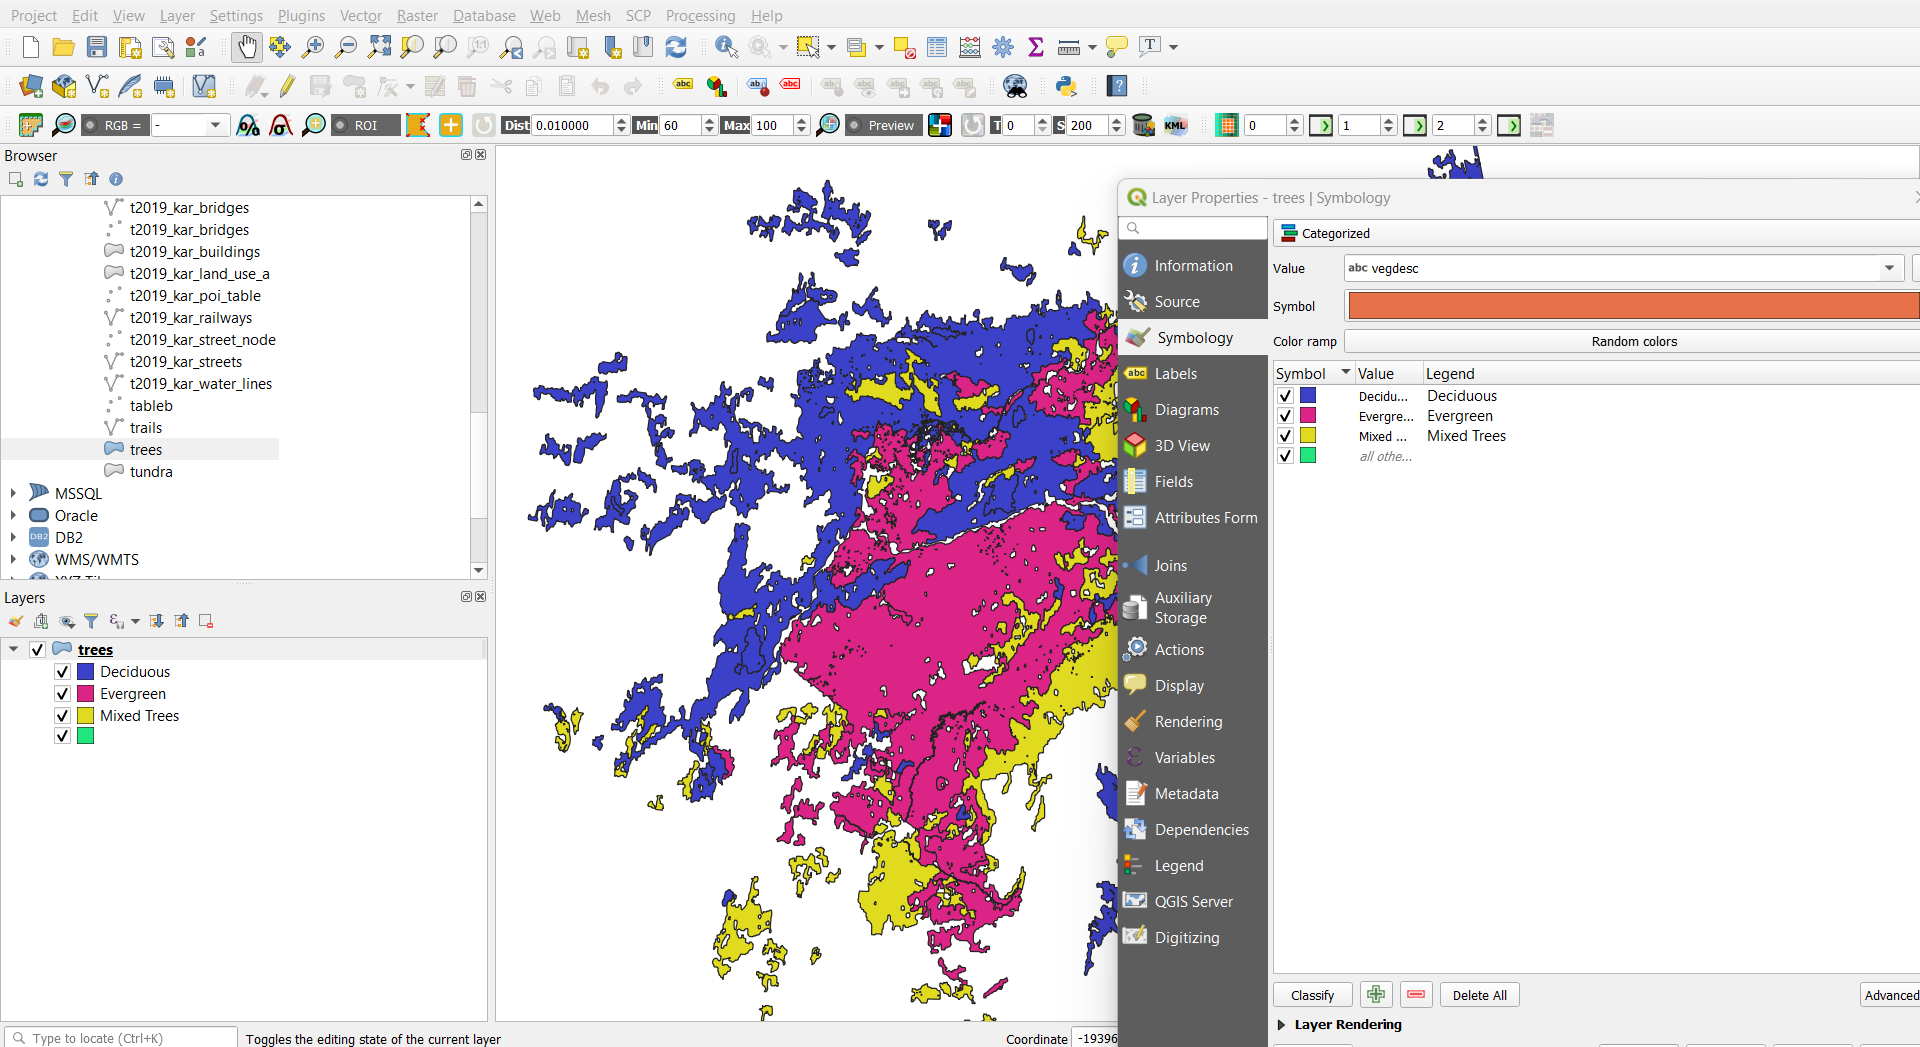 Project Edit View Layer Settings Plugins Vector Raster Database Web Mesh SCP Processing Help
RGB = - ROI Dist 0.010000 Min 60 Max 100 Preview T 0 S 200 KML 0 1 2
Browser
t2019_kar_bridges
t2019_kar_bridges
t2019_kar_buildings
t2019_kar_land_use_a
t2019_kar_poi_table
t2019_kar_railways
t2019_kar_street_node
t2019_kar_streets
t2019_kar_water_lines
tableb
trails
trees
tundra
MSSQL
Oracle
DB2 DB2
WMS/WMTS
Layers
trees
Deciduous
Evergreen
Mixed Trees
Type to locate (Ctrl+K) Toggles the editing state of the current layer Coordinate -19396
Layer Properties - trees | Symbology
Information
Source
Symbology
abc Labels
Diagrams
3D View
Fields
Attributes Form
Joins
Auxiliary
Storage
Actions
Display
Rendering
Variables
Metadata
Dependencies
Legend
QGIS Server
Digitizing
Categorized
Value abc vegdesc
Symbol
Color ramp Random colors
Symbol Value Legend
Decidu... Deciduous
Evergre... Evergreen
Mixed ... Mixed Trees
all othe...
Classify Delete All Advanced
Layer Rendering